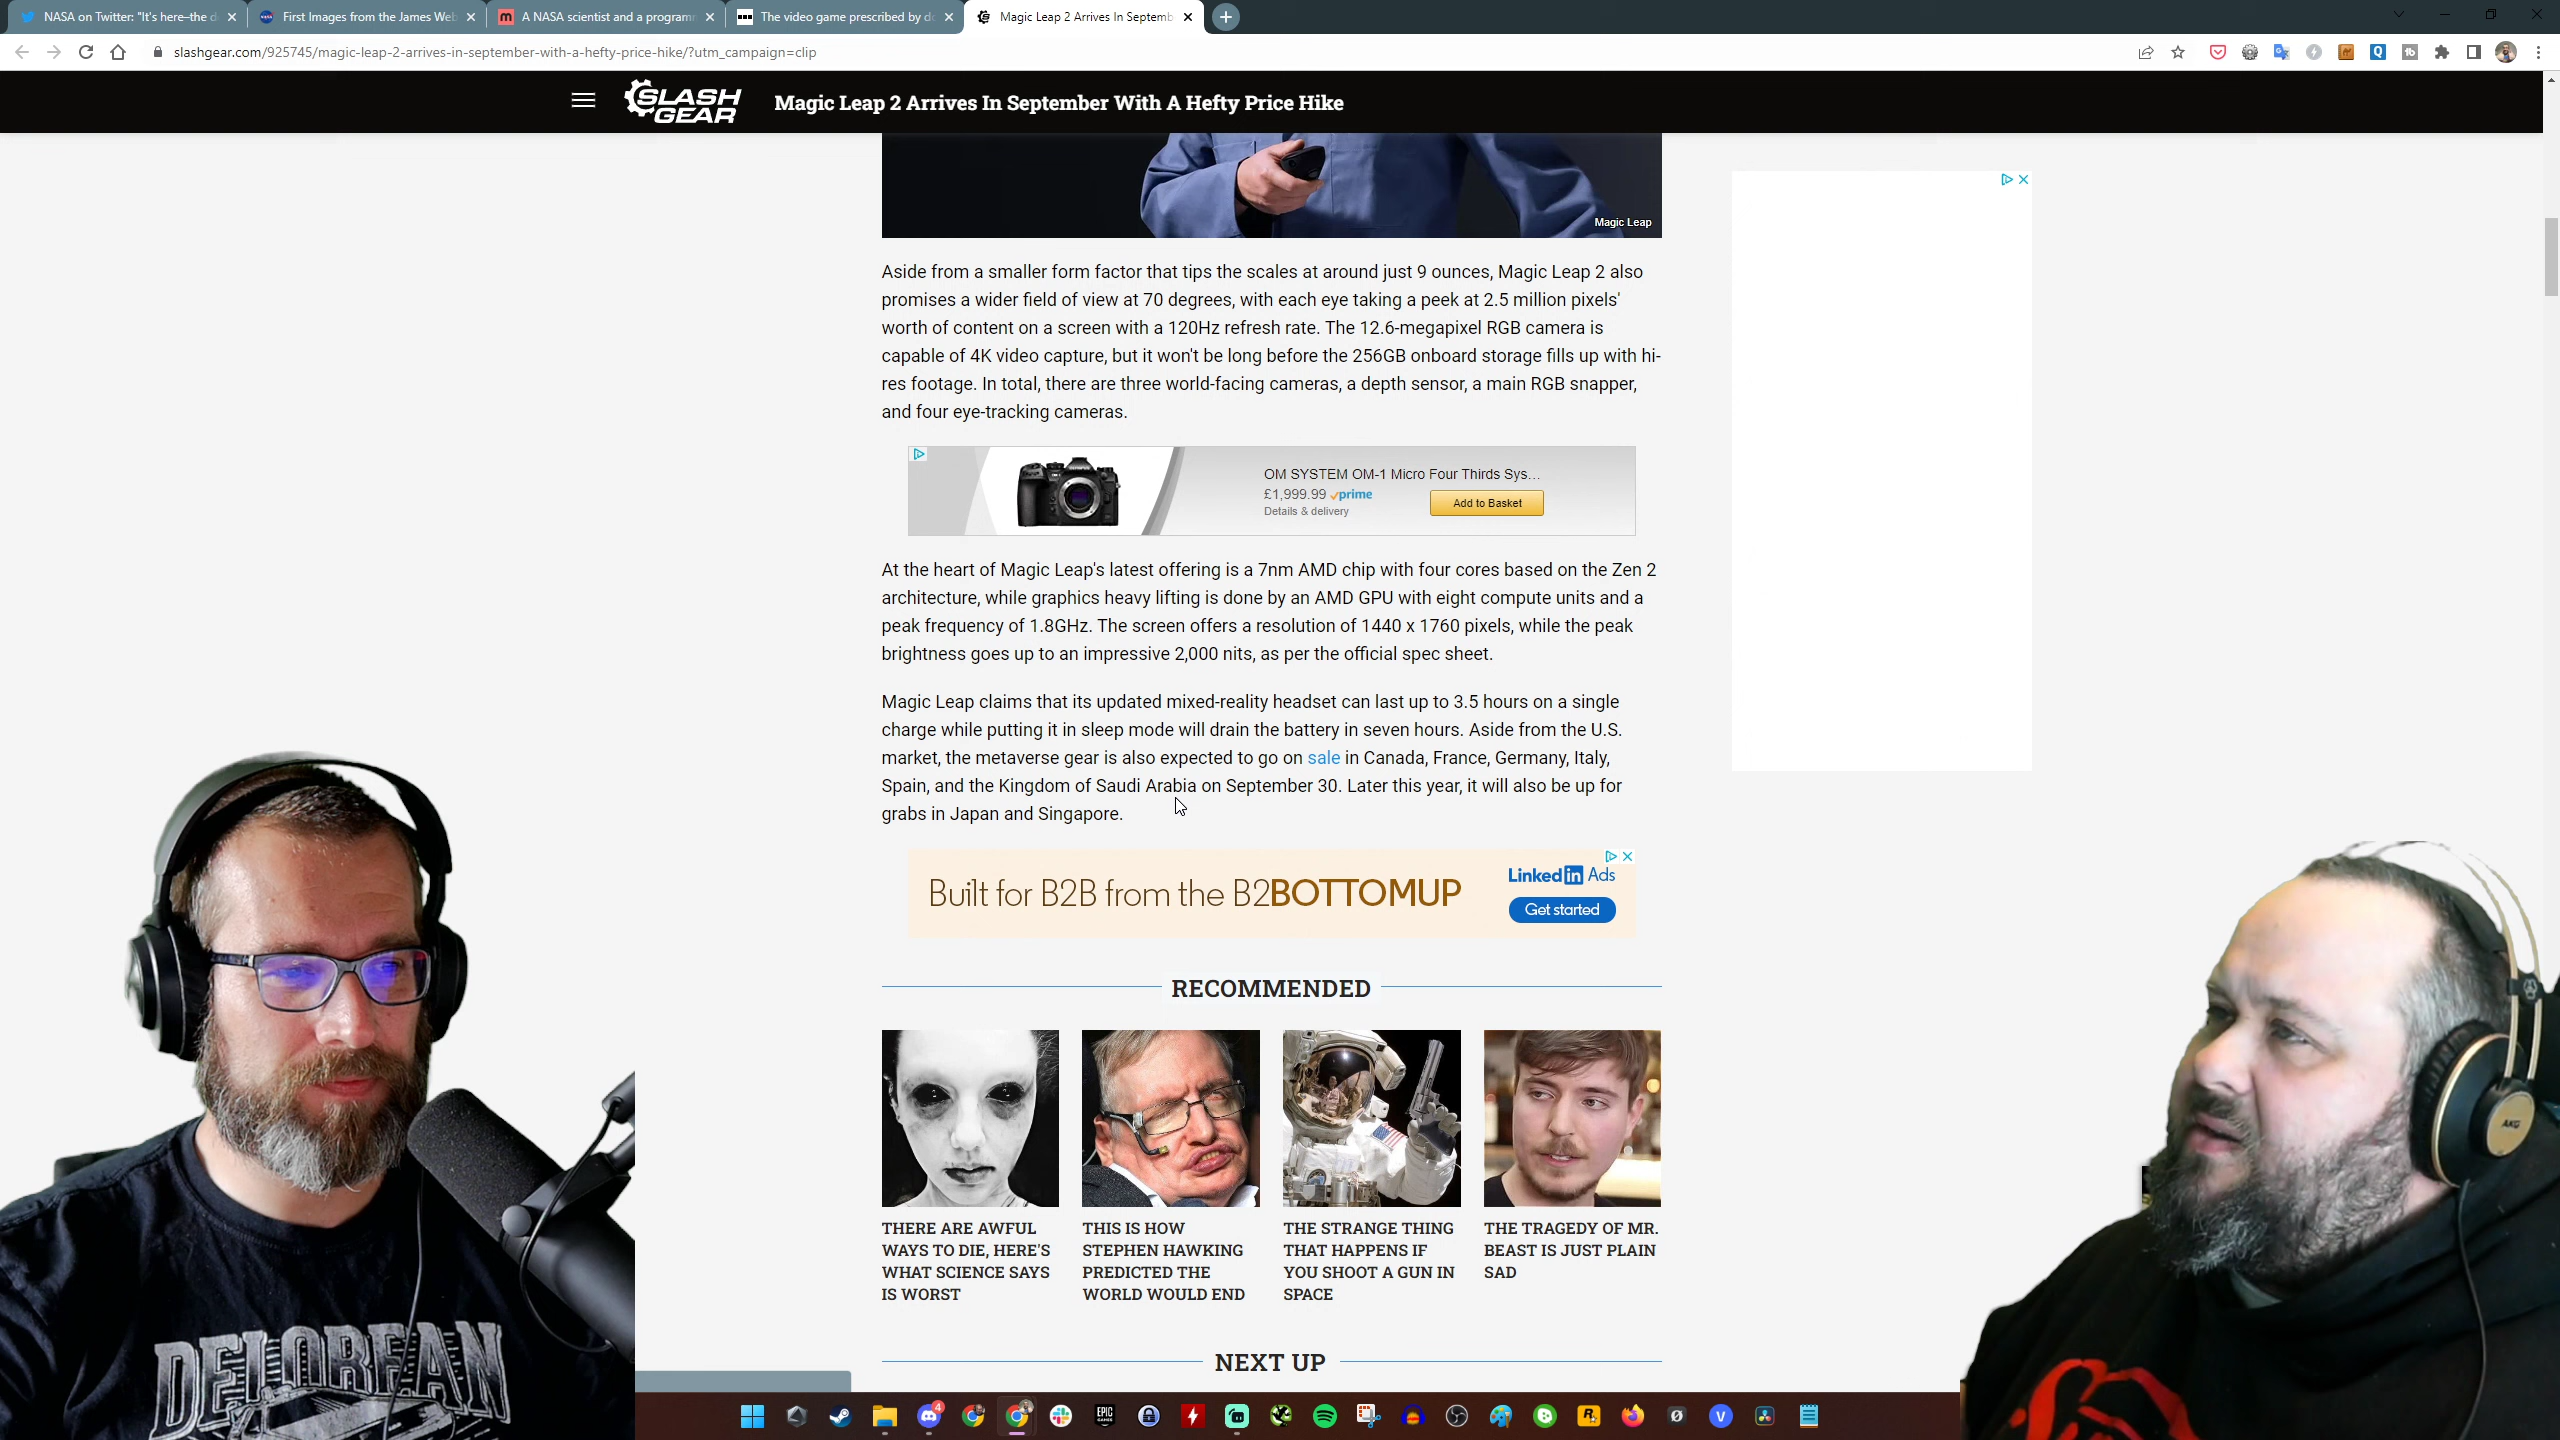 NASA on Twitter: "It's here–the d
First Images from the James Web
A NASA scientist and a programm
The video game prescribed by do
Magic Leap 2 Arrives In Septemb
slashgear.com/925745/magic-leap-2-arrives-in-september-with-a-hefty-price-hike/?utm_campaign=clip
SLASH
GEAR
Magic Leap 2 Arrives In September With A Hefty Price Hike
Magic Leap
Aside from a smaller form factor that tips the scales at around just 9 ounces, Magic Leap 2 also
promises a wider field of view at 70 degrees, with each eye taking a peek at 2.5 million pixels'
worth of content on a screen with a 120Hz refresh rate. The 12.6-megapixel RGB camera is
capable of 4K video capture, but it won't be long before the 256GB onboard storage fills up with hi-
res footage. In total, there are three world-facing cameras, a depth sensor, a main RGB snapper,
and four eye-tracking cameras.
OM SYSTEM OM-1 Micro Four Thirds Sys...
£1,999.99 prime
Details & delivery
Add to Basket
At the heart of Magic Leap's latest offering is a 7nm AMD chip with four cores based on the Zen 2
architecture, while graphics heavy lifting is done by an AMD GPU with eight compute units and a
peak frequency of 1.8GHz. The screen offers a resolution of 1440 x 1760 pixels, while the peak
brightness goes up to an impressive 2,000 nits, as per the official spec sheet.
Magic Leap claims that its updated mixed-reality headset can last up to 3.5 hours on a single
charge while putting it in sleep mode will drain the battery in seven hours. Aside from the U.S.
market, the metaverse gear is also expected to go on sale in Canada, France, Germany, Italy,
Spain, and the Kingdom of Saudi Arabia on September 30. Later this year, it will also be up for
grabs in Japan and Singapore.
Built for B2B from the B2BOTTOMUP
LinkedIn Ads
Get started
RECOMMENDED
THERE ARE AWFUL
WAYS TO DIE, HERE'S
WHAT SCIENCE SAYS
IS WORST
THIS IS HOW
STEPHEN HAWKING
PREDICTED THE
WORLD WOULD END
THE STRANGE THING
THAT HAPPENS IF
YOU SHOOT A GUN IN
SPACE
THE TRAGEDY OF MR.
BEAST IS JUST PLAIN
SAD
NEXT UP
DELOREAN
AKG
EPIC
4